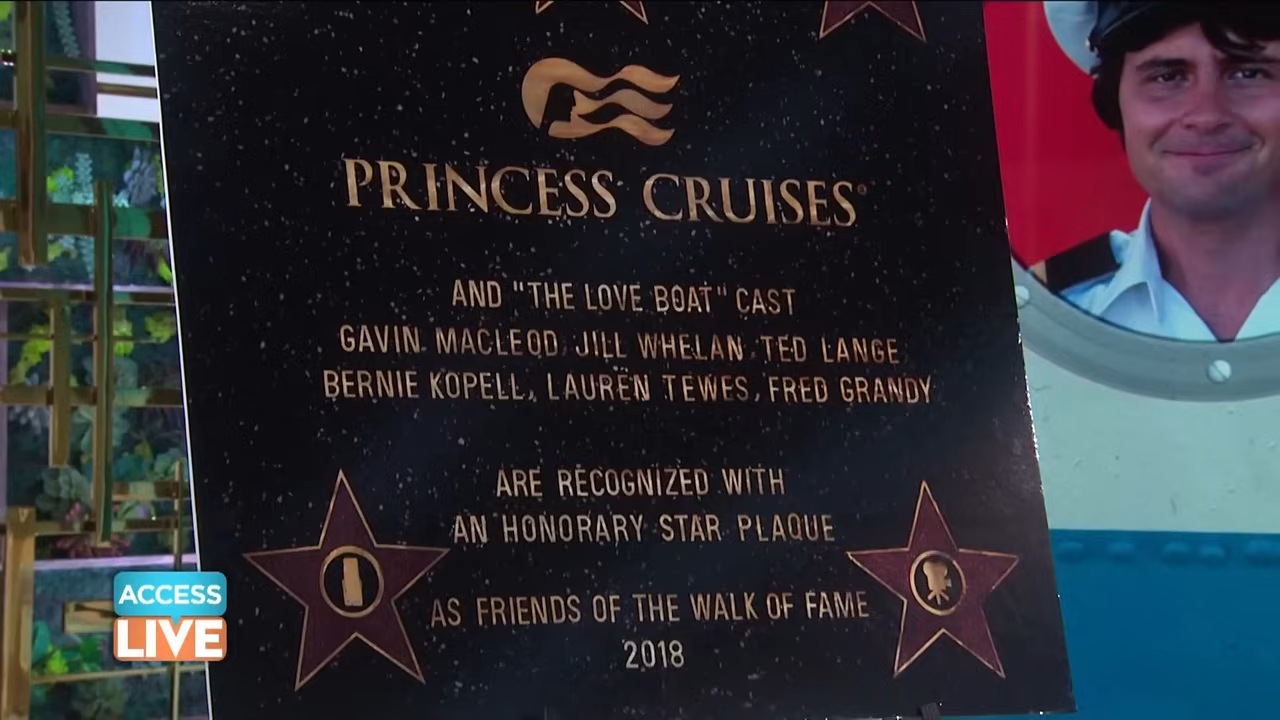 PRINCESS CRUISES®
AND "THE LOVE BOAT" CAST
GAVIN MACLEOD, JILL WHELAN, TED LANGE,
BERNIE KOPELL, LAUREN TEWES, FRED GRANDY
ARE RECOGNIZED WITH
AN HONORARY STAR PLAQUE
AS FRIENDS OF THE WALK OF FAME
2018
ACCESS
LIVE